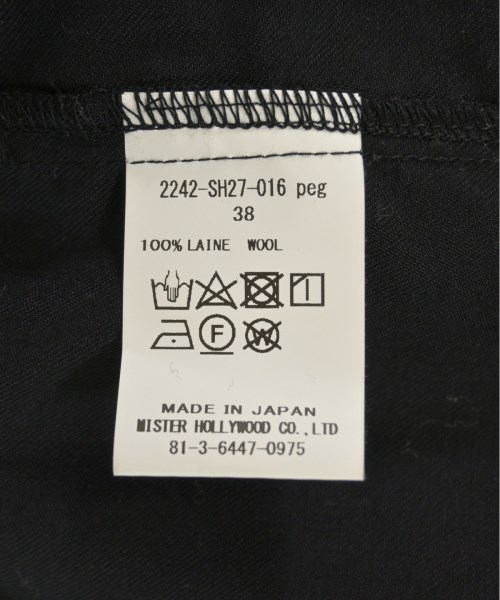 2242-SH27-016 peg
38
100% LAINE WOOL
F
W
MADE IN JAPAN
MISTER HOLLYWOOD CO.,LTD
81-3-6447-0975